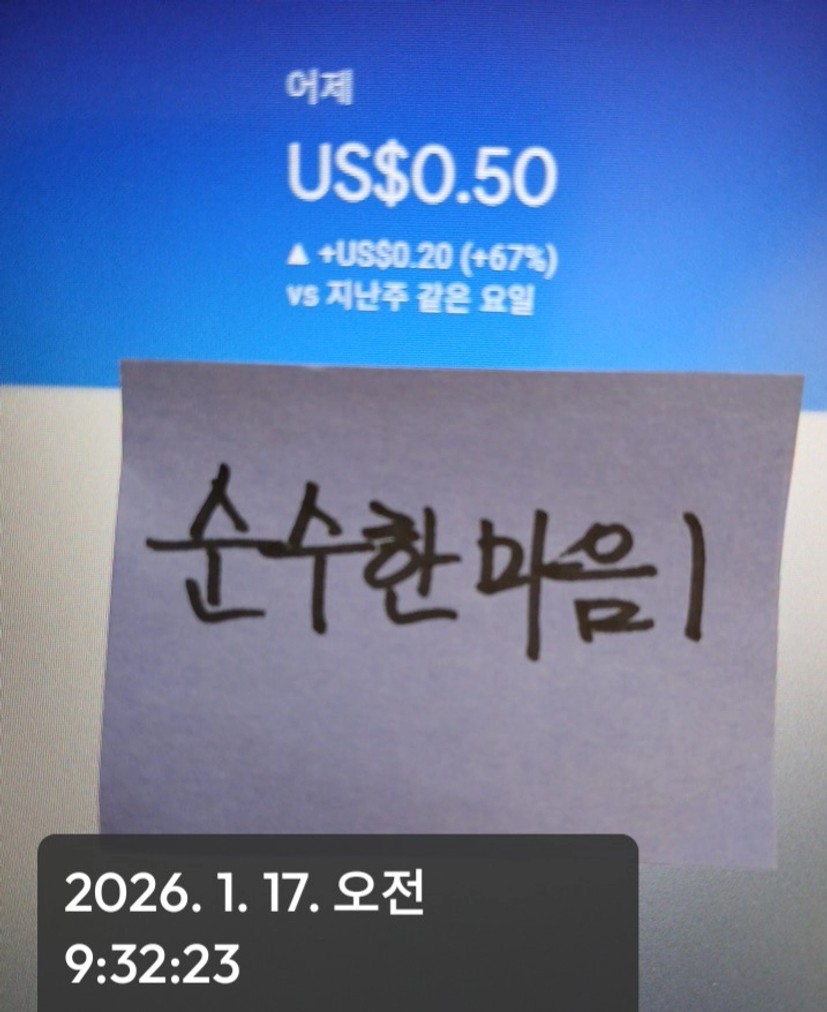 어제
US$0.50
▲ +US$0.20 (+67%)
vs 지난주 같은 요일
순수한마음1
2026. 1. 17. 오전
9:32:23